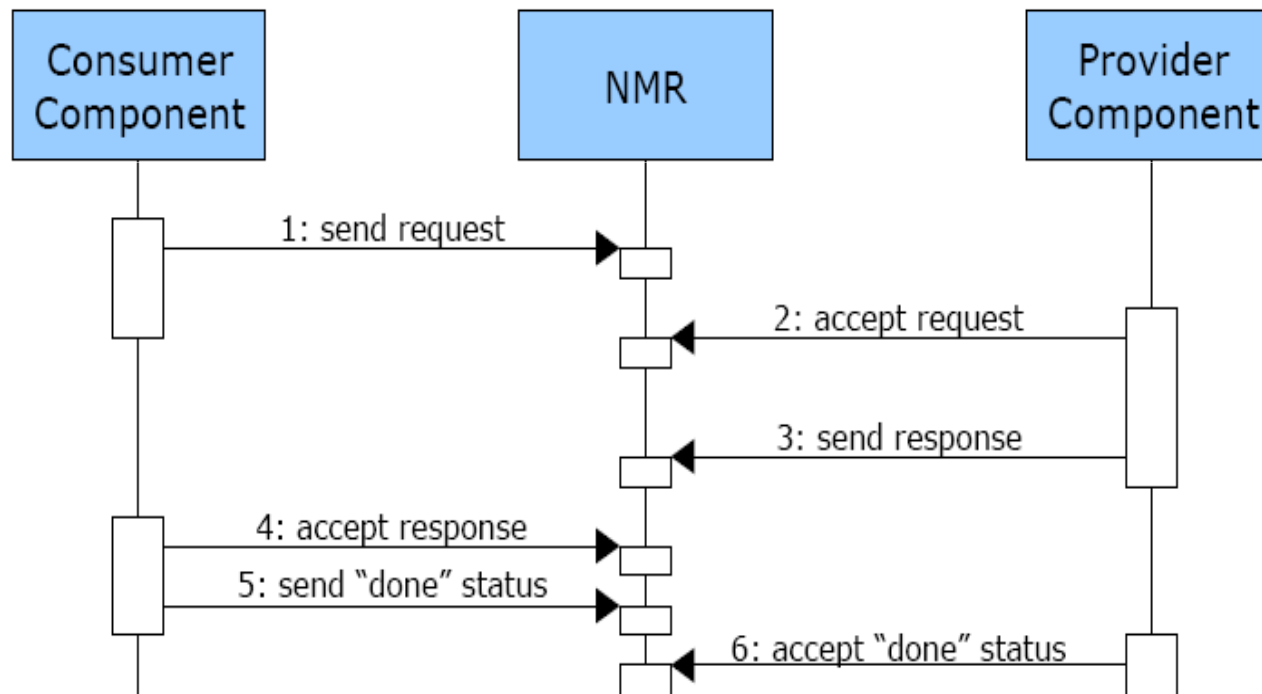 Consumer
Component
NMR
Provider
Component
1: send request
2: accept request
3: send response
4: accept response
5: send “done” status
6: accept “done” status